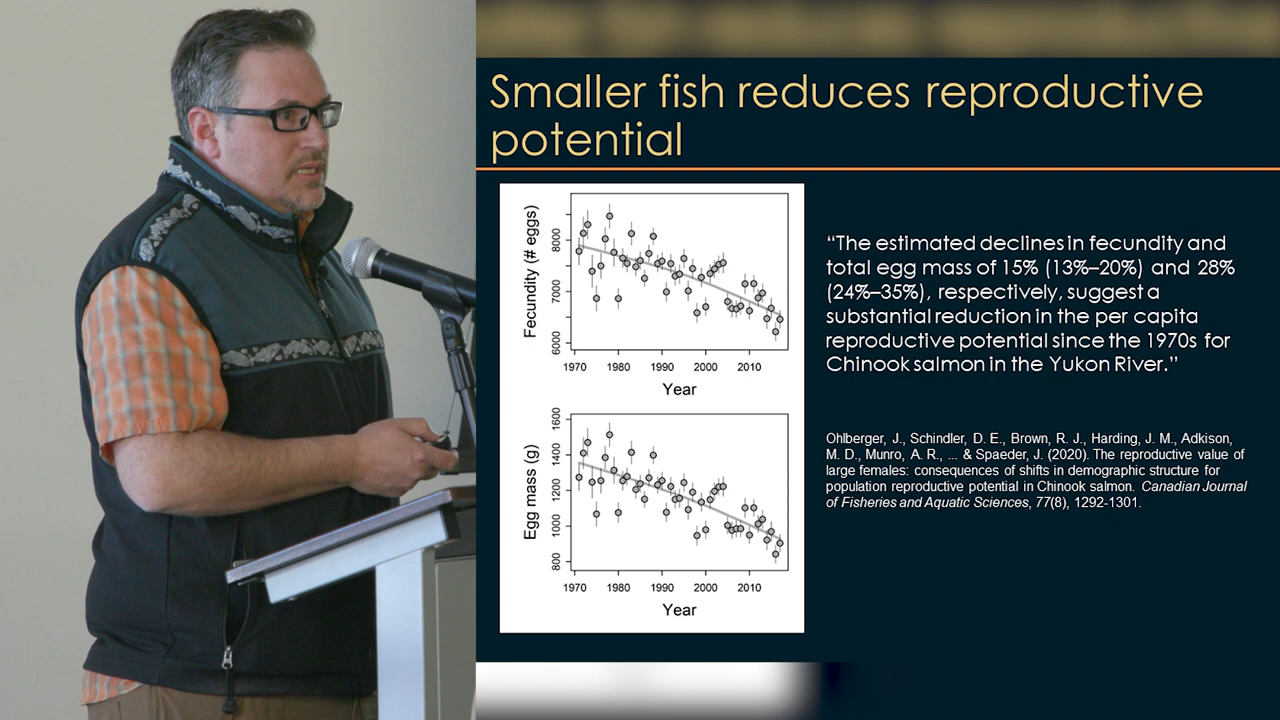 Smaller fish reduces reproductive
potential
Fecundity (# eggs)
8000
7000
6000
1970 1980 1990 2000 2010
Year
Egg mass (g)
1600
1400
1200
1000
800
1970 1980 1990 2000 2010
Year
“The estimated declines in fecundity and
total egg mass of 15% (13%–20%) and 28%
(24%–35%), respectively, suggest a
substantial reduction in the per capita
reproductive potential since the 1970s for
Chinook salmon in the Yukon River.”
Ohlberger, J., Schindler, D. E., Brown, R. J., Harding, J. M., Adkison,
M. D., Munro, A. R., ... & Spaeder, J. (2020). The reproductive value of
large females: consequences of shifts in demographic structure for
population reproductive potential in Chinook salmon. Canadian Journal
of Fisheries and Aquatic Sciences, 77(8), 1292-1301.